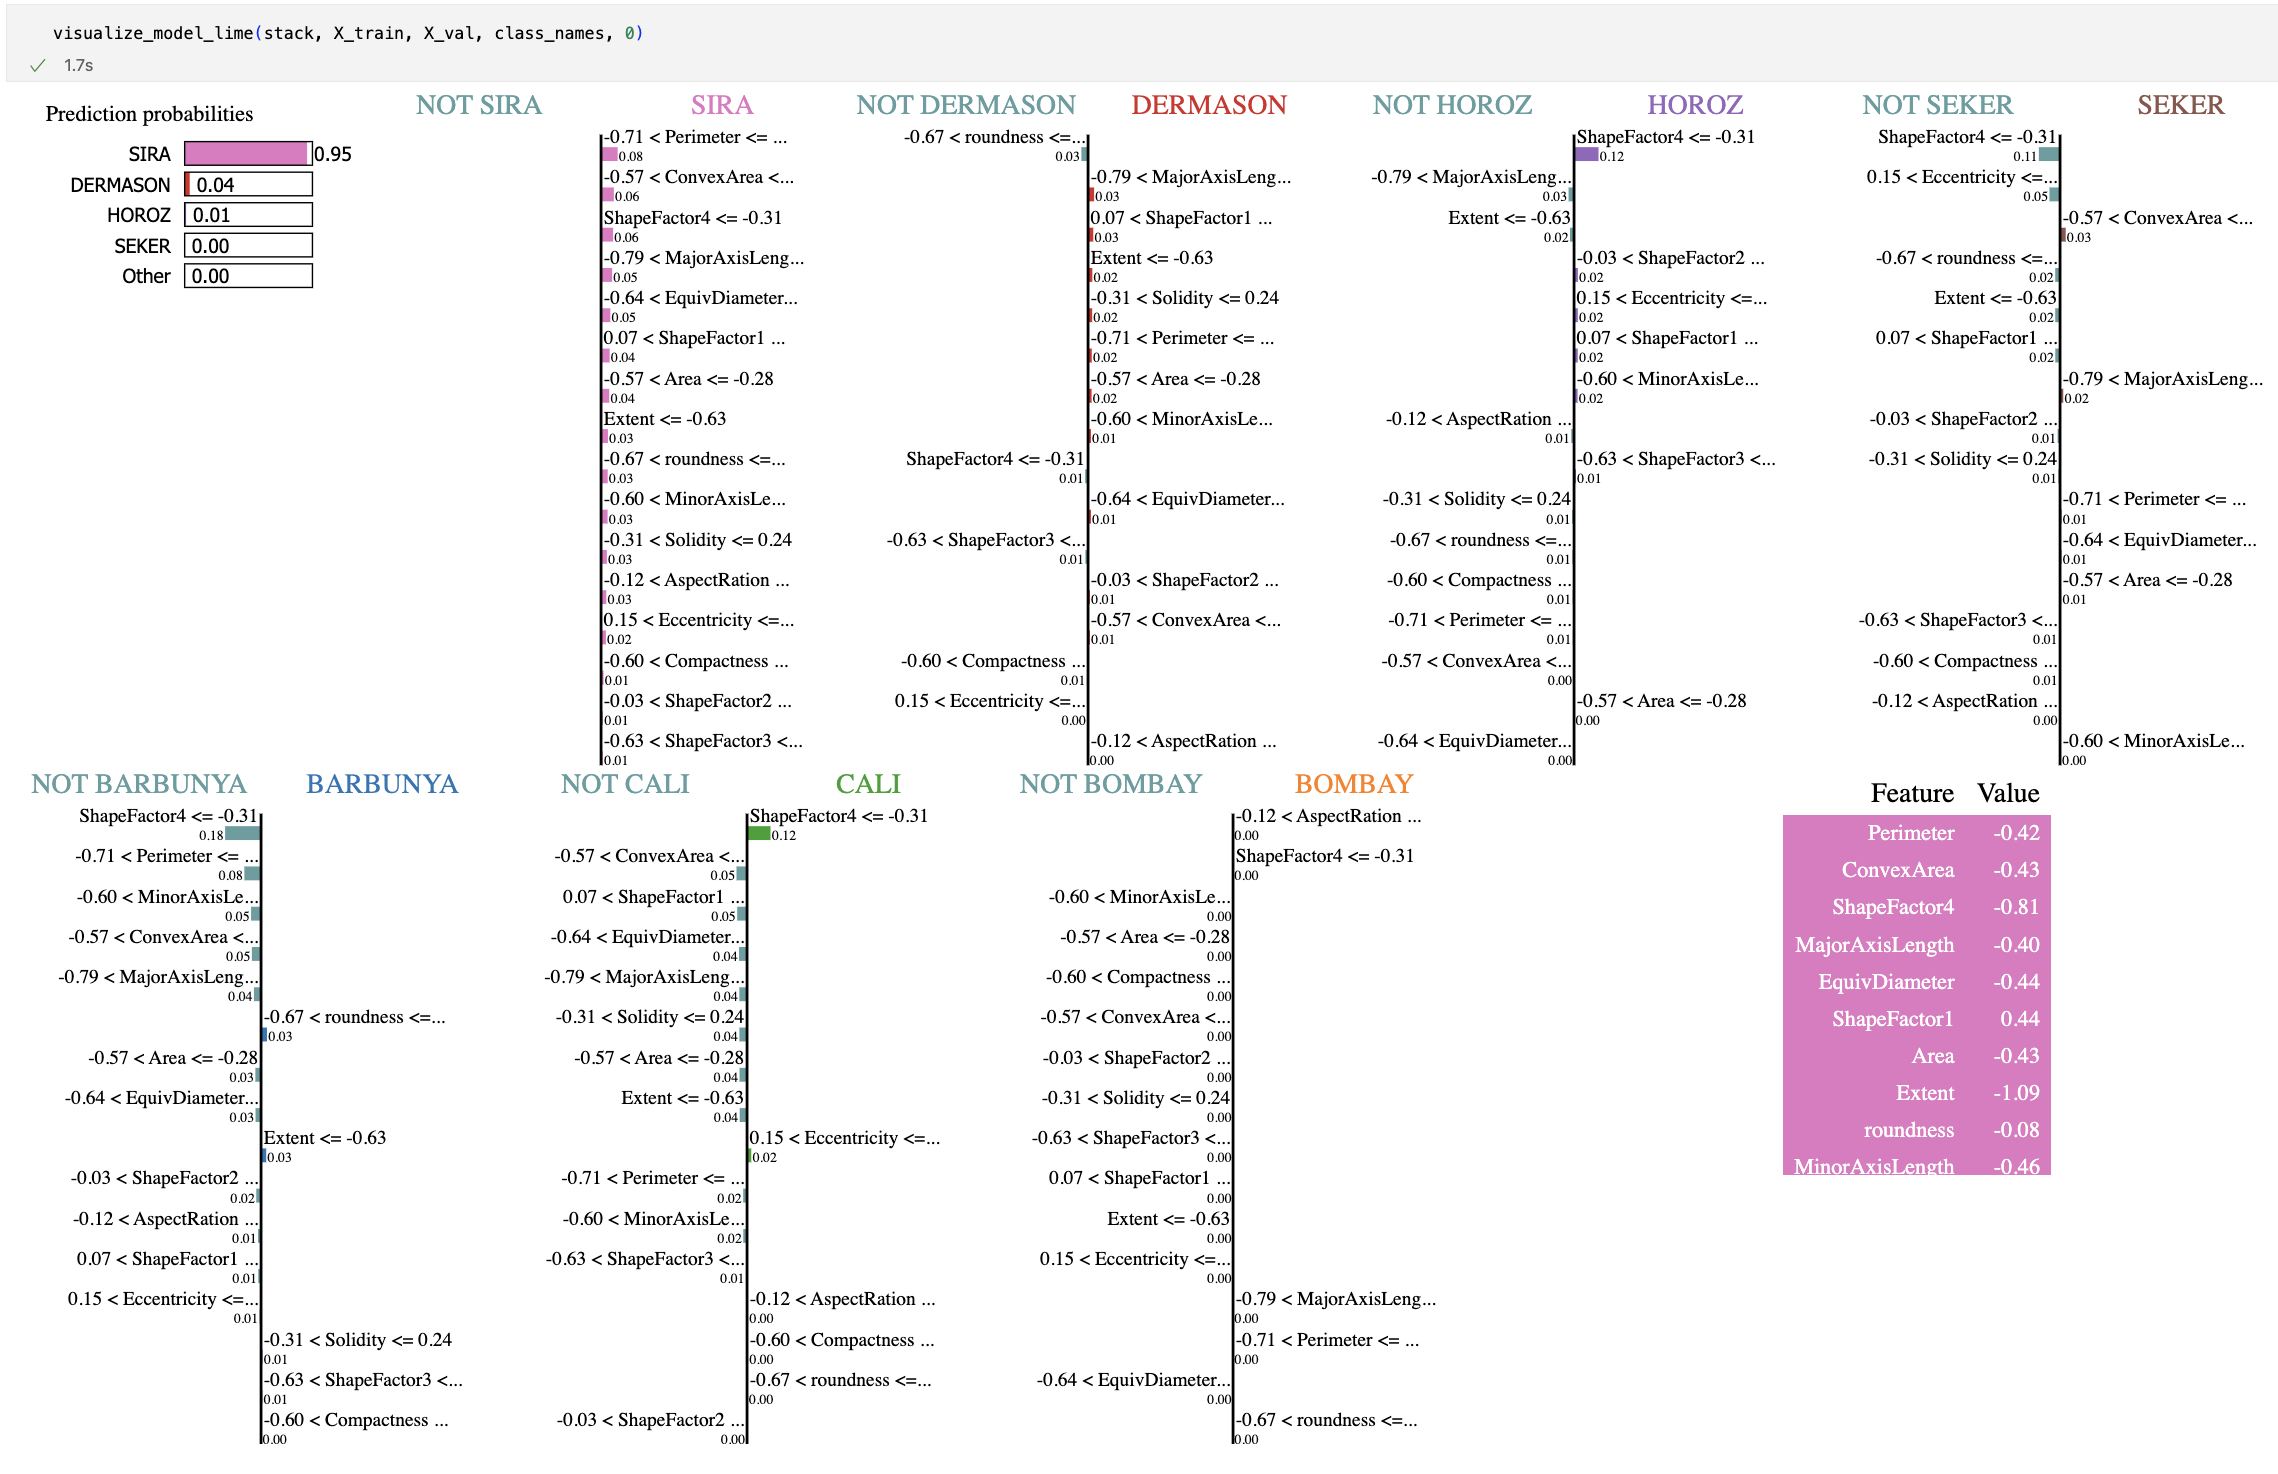 visualize_model_lime(stack, X_train, X_val, class_names, 0)
1.7s
Prediction probabilities
SIRA 0.95
DERMASON 0.04
HOROZ 0.01
SEKER 0.00
Other 0.00
NOT SIRA SIRA
-0.71 < Perimeter <= ...
0.08
-0.57 < ConvexArea <...
0.06
ShapeFactor4 <= -0.31
0.06
-0.79 < MajorAxisLeng...
0.05
-0.64 < EquivDiameter...
0.05
0.07 < ShapeFactor1 ...
0.04
-0.57 < Area <= -0.28
0.04
Extent <= -0.63
0.03
-0.67 < roundness <=...
0.03
-0.60 < MinorAxisLe...
0.03
-0.31 < Solidity <= 0.24
0.03
-0.12 < AspectRation ...
0.03
0.15 < Eccentricity <=...
0.02
-0.60 < Compactness ...
0.01
-0.03 < ShapeFactor2 ...
0.01
-0.63 < ShapeFactor3 <...
0.01
NOT DERMASON DERMASON
-0.67 < roundness <=...
0.03
-0.79 < MajorAxisLeng...
0.03
0.07 < ShapeFactor1 ...
0.03
Extent <= -0.63
0.02
-0.31 < Solidity <= 0.24
0.02
-0.71 < Perimeter <= ...
0.02
-0.57 < Area <= -0.28
0.02
-0.60 < MinorAxisLe...
0.01
ShapeFactor4 <= -0.31
0.01
-0.64 < EquivDiameter...
0.01
-0.63 < ShapeFactor3 <...
0.01
-0.03 < ShapeFactor2 ...
0.01
-0.57 < ConvexArea <...
0.01
-0.60 < Compactness ...
0.01
0.15 < Eccentricity <=...
0.00
-0.12 < AspectRation ...
0.00
NOT HOROZ HOROZ
ShapeFactor4 <= -0.31
0.12
-0.79 < MajorAxisLeng...
0.03
Extent <= -0.63
0.02
-0.03 < ShapeFactor2 ...
0.02
0.15 < Eccentricity <=...
0.02
0.07 < ShapeFactor1 ...
0.02
-0.60 < MinorAxisLe...
0.02
-0.12 < AspectRation ...
0.01
-0.63 < ShapeFactor3 <...
0.01
-0.31 < Solidity <= 0.24
0.01
-0.67 < roundness <=...
0.01
-0.60 < Compactness ...
0.01
-0.71 < Perimeter <= ...
0.01
-0.57 < ConvexArea <...
0.00
-0.57 < Area <= -0.28
0.00
-0.64 < EquivDiameter...
0.00
NOT SEKER SEKER
ShapeFactor4 <= -0.31
0.11
0.15 < Eccentricity <=...
0.05
-0.57 < ConvexArea <...
0.03
-0.67 < roundness <=...
0.02
Extent <= -0.63
0.02
0.07 < ShapeFactor1 ...
0.02
-0.79 < MajorAxisLeng...
0.02
-0.03 < ShapeFactor2 ...
0.01
-0.31 < Solidity <= 0.24
0.01
-0.71 < Perimeter <= ...
0.01
-0.64 < EquivDiameter...
0.01
-0.57 < Area <= -0.28
0.01
-0.63 < ShapeFactor3 <...
0.01
-0.60 < Compactness ...
0.01
-0.12 < AspectRation ...
0.00
-0.60 < MinorAxisLe...
0.00
NOT BARBUNYA BARBUNYA
ShapeFactor4 <= -0.31
0.18
-0.71 < Perimeter <= ...
0.08
-0.60 < MinorAxisLe...
0.05
-0.57 < ConvexArea <...
0.05
-0.79 < MajorAxisLeng...
0.04
-0.67 < roundness <=...
0.03
-0.57 < Area <= -0.28
0.03
-0.64 < EquivDiameter...
0.03
Extent <= -0.63
0.03
-0.03 < ShapeFactor2 ...
0.02
-0.12 < AspectRation ...
0.01
0.07 < ShapeFactor1 ...
0.01
0.15 < Eccentricity <=...
0.01
-0.31 < Solidity <= 0.24
0.01
-0.63 < ShapeFactor3 <...
0.01
-0.60 < Compactness ...
0.00
NOT CALI CALI
ShapeFactor4 <= -0.31
0.12
-0.57 < ConvexArea <...
0.05
0.07 < ShapeFactor1 ...
0.05
-0.64 < EquivDiameter...
0.04
-0.79 < MajorAxisLeng...
0.04
-0.31 < Solidity <= 0.24
0.04
-0.57 < Area <= -0.28
0.04
Extent <= -0.63
0.04
0.15 < Eccentricity <=...
0.02
-0.71 < Perimeter <= ...
0.02
-0.60 < MinorAxisLe...
0.02
-0.63 < ShapeFactor3 <...
0.01
-0.12 < AspectRation ...
0.00
-0.60 < Compactness ...
0.00
-0.67 < roundness <=...
0.00
-0.03 < ShapeFactor2 ...
0.00
NOT BOMBAY BOMBAY
-0.12 < AspectRation ...
0.00
ShapeFactor4 <= -0.31
0.00
-0.60 < MinorAxisLe...
0.00
-0.57 < Area <= -0.28
0.00
-0.60 < Compactness ...
0.00
-0.57 < ConvexArea <...
0.00
-0.03 < ShapeFactor2 ...
0.00
-0.31 < Solidity <= 0.24
0.00
-0.63 < ShapeFactor3 <...
0.00
0.07 < ShapeFactor1 ...
0.00
Extent <= -0.63
0.00
0.15 < Eccentricity <=...
0.00
-0.79 < MajorAxisLeng...
0.00
-0.71 < Perimeter <= ...
0.00
-0.64 < EquivDiameter...
0.00
-0.67 < roundness <=...
0.00
Feature Value
Perimeter -0.42
ConvexArea -0.43
ShapeFactor4 -0.81
MajorAxisLength -0.40
EquivDiameter -0.44
ShapeFactor1 0.44
Area -0.43
Extent -1.09
roundness -0.08
MinorAxisLength -0.46